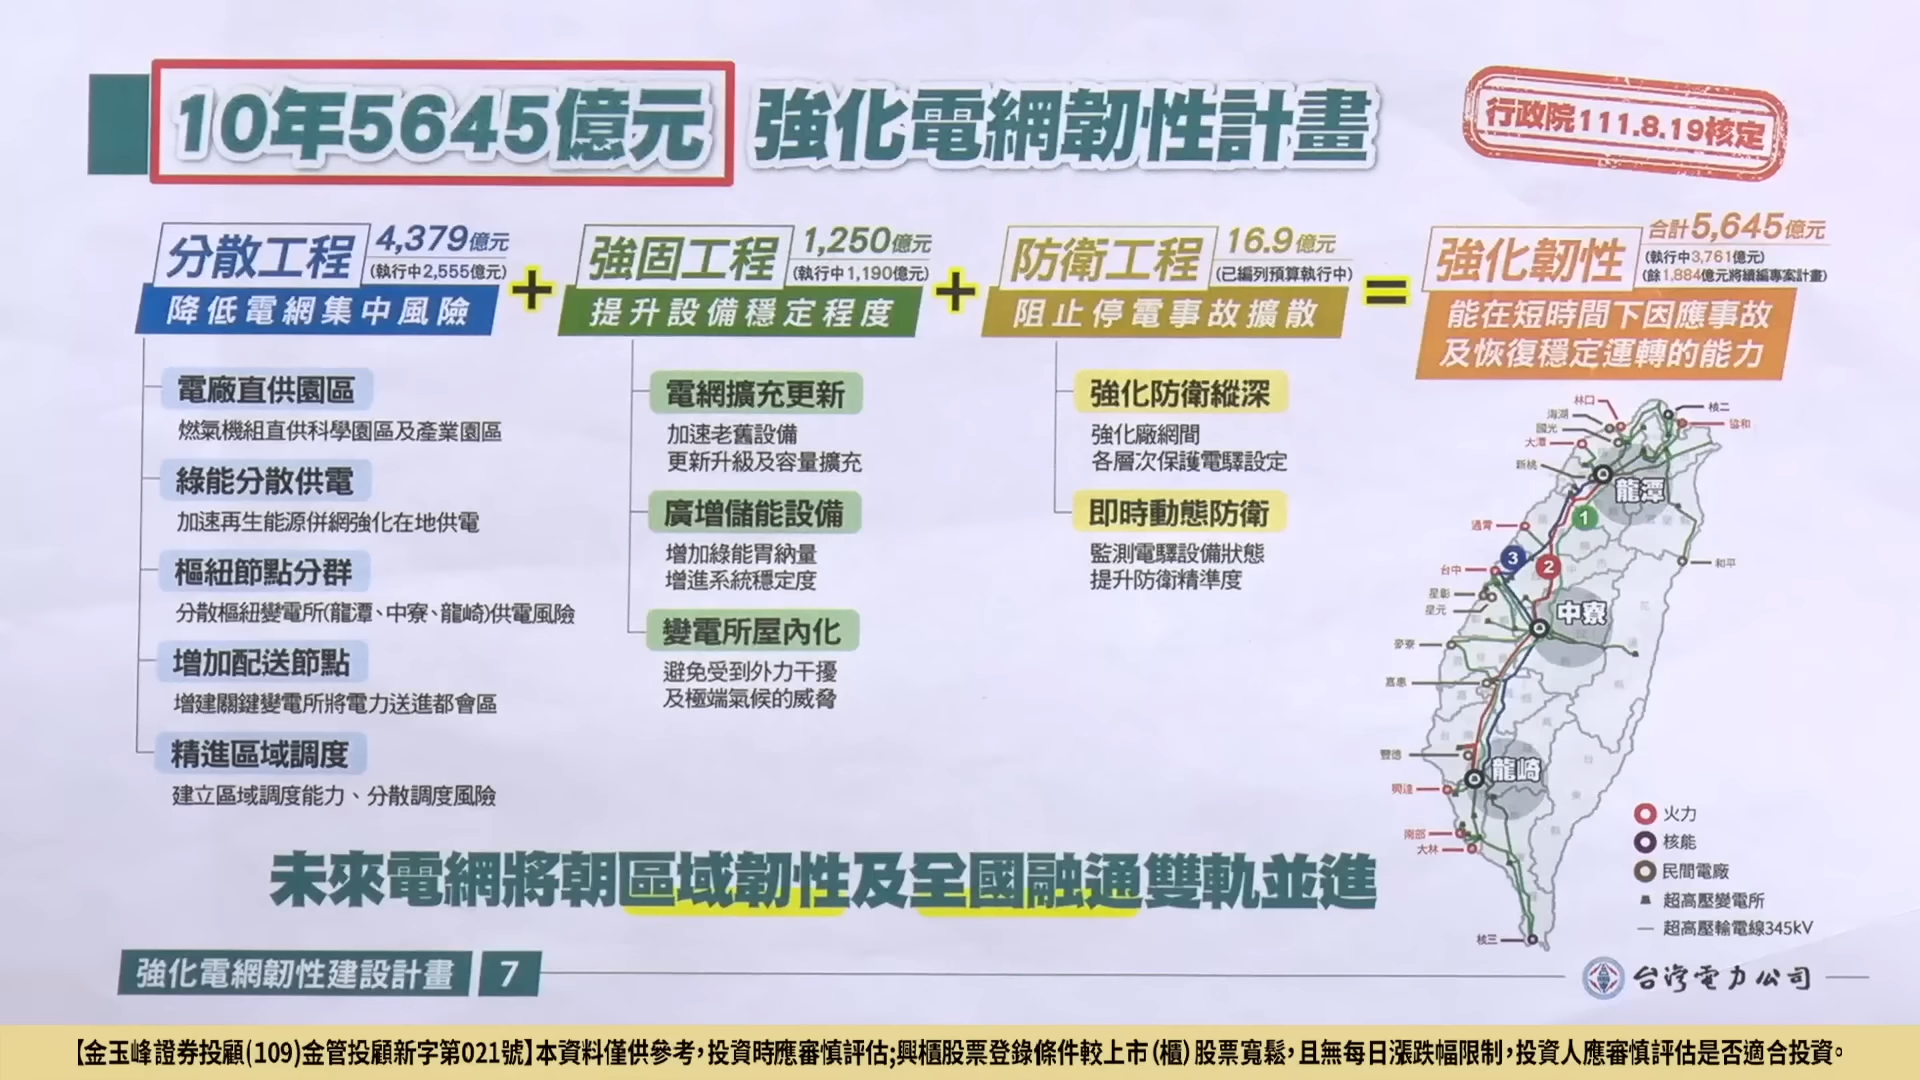 10年5645億元 強化電網韌性計畫
行政院111.8.19核定
分散工程
4,379億元
(執行中2,555億元)
降低電網集中風險
+
強固工程
1,250億元
(執行中1,190億元)
提升設備穩定程度
+
防衛工程
16.9億元
(已編列預算執行中)
阻止停電事故擴散
=
強化韌性
合計5,645億元
(執行中3,761億元)
(餘1,884億元將續編專案計畫)
能在短時間下因應事故
及恢復穩定運轉的能力
電廠直供園區
燃氣機組直供科學園區及產業園區
綠能分散供電
加速再生能源併網強化在地供電
樞紐節點分群
分散樞紐變電所(龍潭、中寮、龍崎)供電風險
增加配送節點
增建關鍵變電所將電力送進都會區
精進區域調度
建立區域調度能力、分散調度風險
電網擴充更新
加速老舊設備
更新升級及容量擴充
廣增儲能設備
增加綠能胃納量
增進系統穩定度
變電所屋內化
避免受到外力干擾
及極端氣候的威脅
強化防衛縱深
強化廠網間
各層次保護電驛設定
即時動態防衛
監測電驛設備狀態
提升防衛精準度
林口
海湖
國光
大潭
新桃
核二
協和
龍潭
1
通霄
3
2
台中
和平
星彰
星元
中寮
麥寮
嘉惠
豐德
龍崎
興達
南部
大林
核三
火力
核能
民間電廠
超高壓變電所
超高壓輸電線345kV
未來電網將朝區域韌性及全國融通雙軌並進
強化電網韌性建設計畫 7
台灣電力公司
【金玉峰證券投顧(109)金管投顧新字第021號】本資料僅供參考,投資時應審慎評估;興櫃股票登錄條件較上市(櫃)股票寬鬆,且無每日漲跌幅限制,投資人應審慎評估是否適合投資。